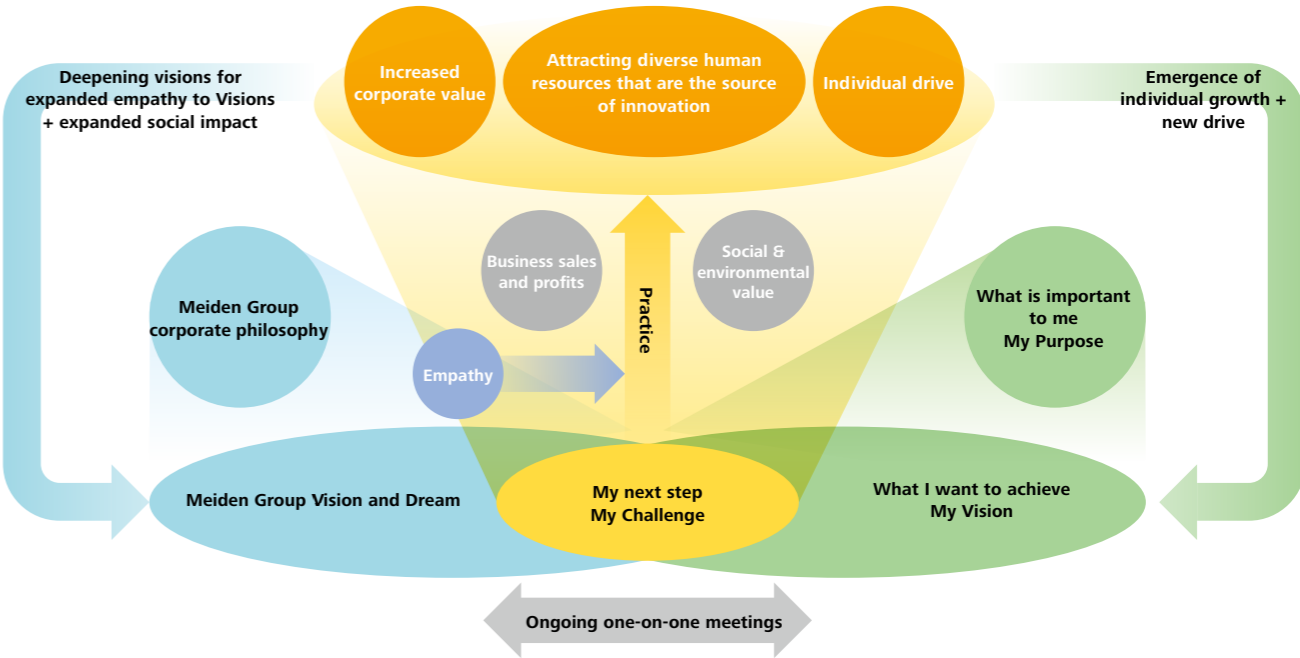 Deepening visions for
expanded empathy to Visions
+ expanded social impact
Increased
corporate value
Attracting diverse human
resources that are the source
of innovation
Individual drive
Emergence of
individual growth +
new drive
Meiden Group
corporate philosophy
Business sales
and profits
Practice
Social &
environmental
value
What is important
to me
My Purpose
Empathy
Meiden Group Vision and Dream
My next step
My Challenge
What I want to achieve
My Vision
Ongoing one-on-one meetings